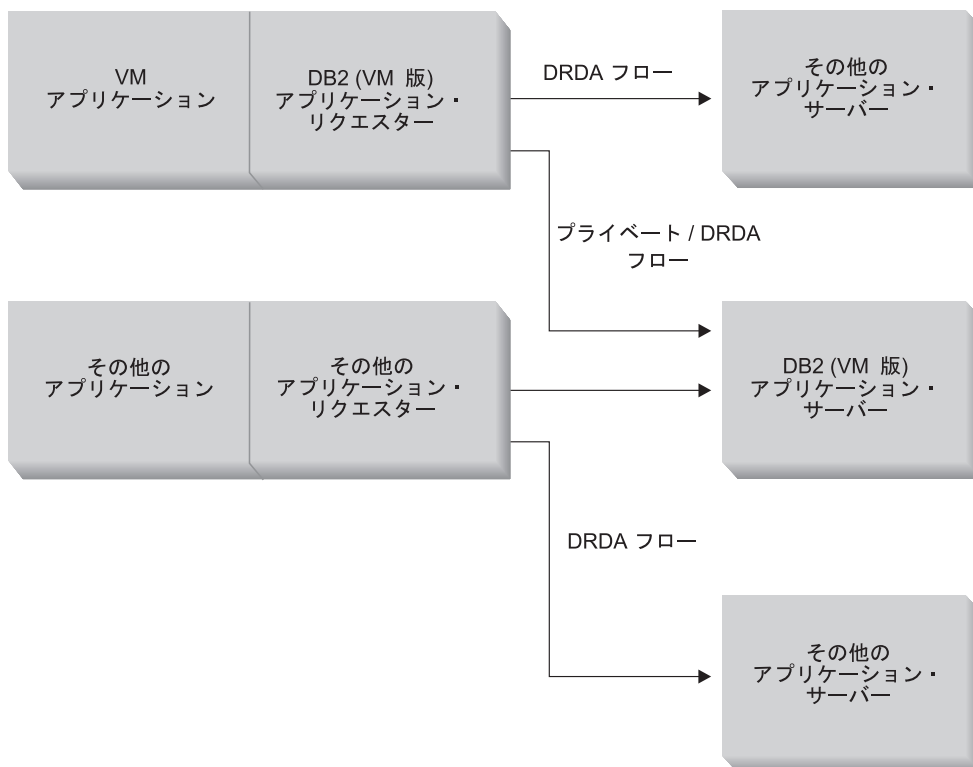 VM
アプリケーション
DB2 (VM 版)
アプリケーション・
リクエスター
DRDA フロー
その他の
アプリケーション・
サーバー
プライベート / DRDA
フロー
その他の
アプリケーション
その他の
アプリケーション・
リクエスター
DB2 (VM 版)
アプリケーション・
サーバー
DRDA フロー
その他の
アプリケーション・
サーバー